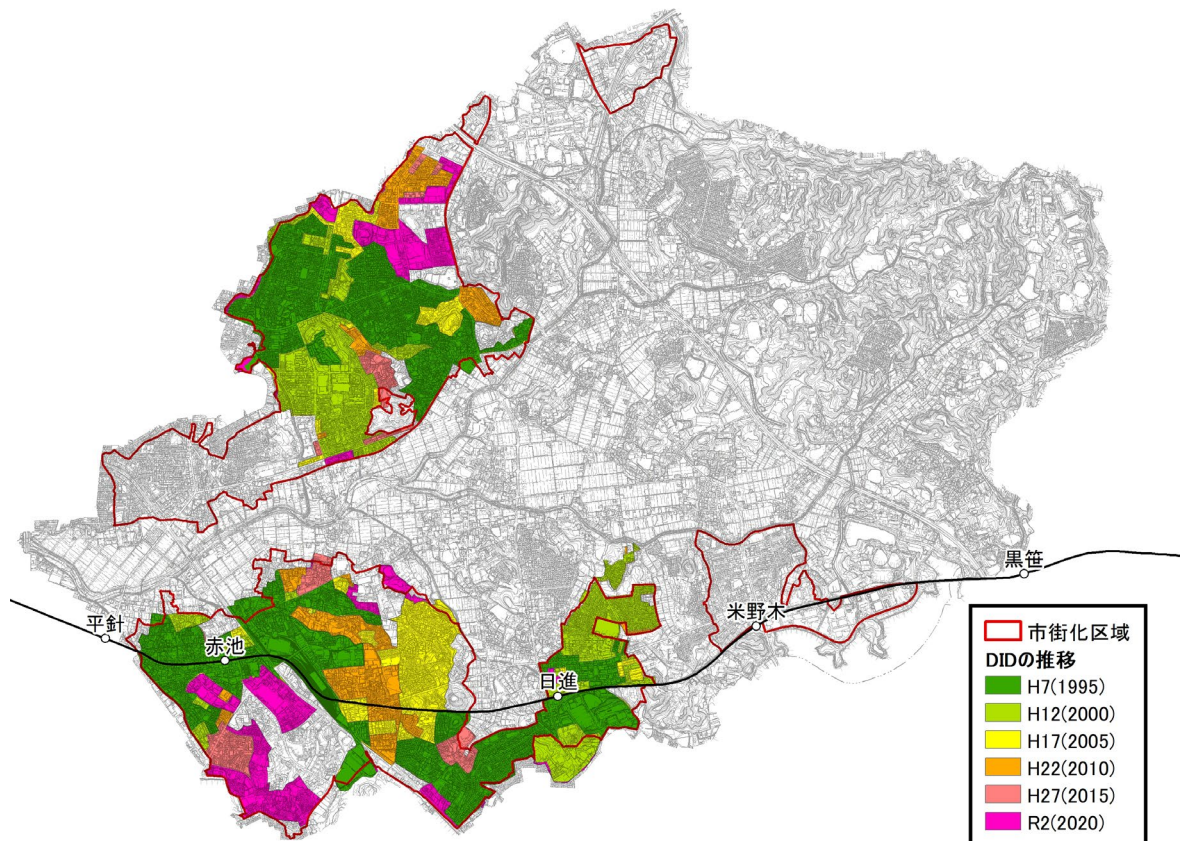 黒笹
米野木
平針
赤池
日進
市街化区域
DIDの推移
H7(1995)
H12(2000)
H17(2005)
H22(2010)
H27(2015)
R2(2020)